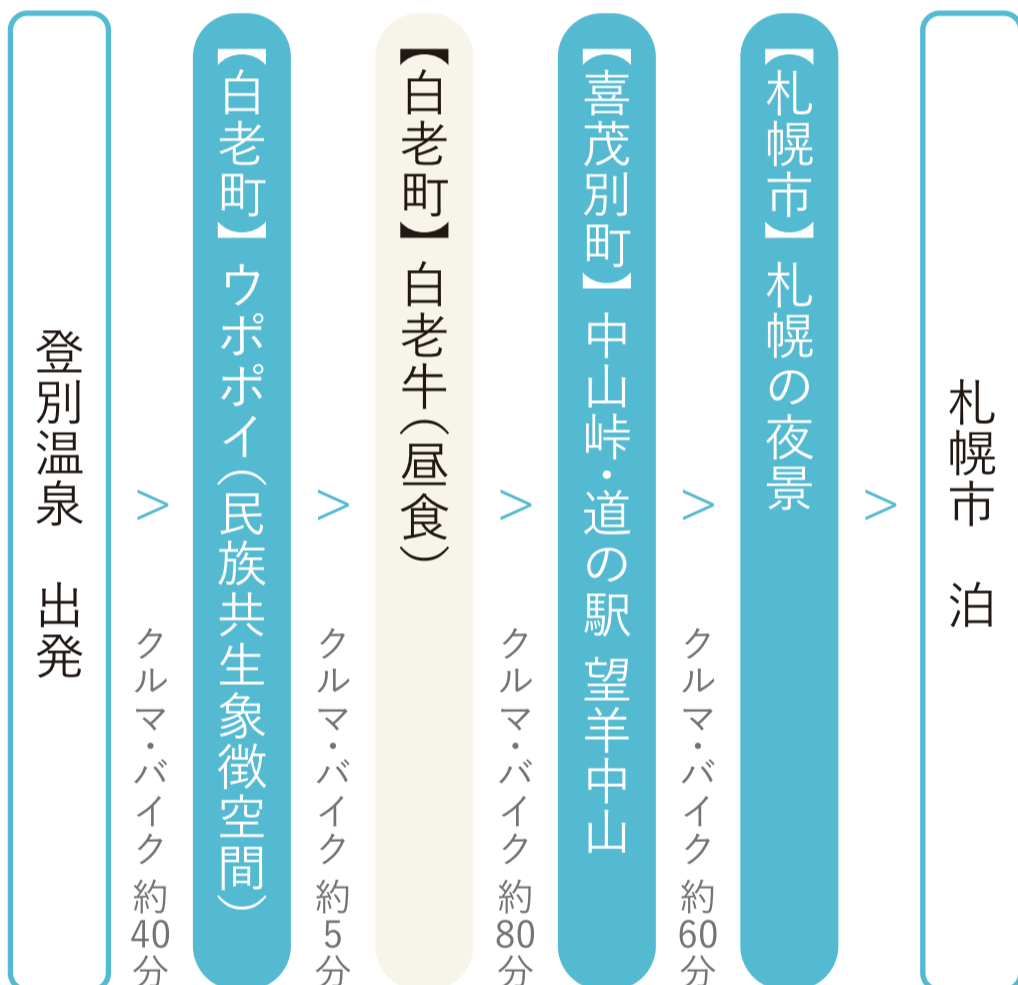 登別温泉　出発
>
クルマ・バイク 約40分
【白老町】 ウポポイ（民族共生象徴空間）
>
クルマ・バイク 約5分
【白老町】 白老牛（昼食）
>
クルマ・バイク 約80分
【喜茂別町】 中山峠・道の駅 望羊中山
>
クルマ・バイク 約60分
【札幌市】 札幌の夜景
>
札幌市　泊